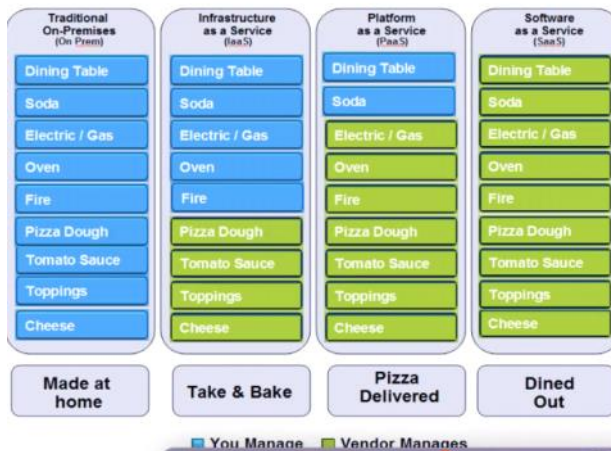 Traditional
On-Premises
(On Prem)
Dining Table
Soda
Electric / Gas
Oven
Fire
Pizza Dough
Tomato Sauce
Toppings
Cheese
Made at
home
Infrastructure
as a Service
(IaaS)
Dining Table
Soda
Electric / Gas
Oven
Fire
Pizza Dough
Tomato Sauce
Toppings
Cheese
Take & Bake
Platform
as a Service
(PaaS)
Dining Table
Soda
Electric / Gas
Oven
Fire
Pizza Dough
Tomato Sauce
Toppings
Cheese
Pizza
Delivered
Software
as a Service
(SaaS)
Dining Table
Soda
Electric / Gas
Oven
Fire
Pizza Dough
Tomato Sauce
Toppings
Cheese
Dined
Out
You Manage
Vendor Manages